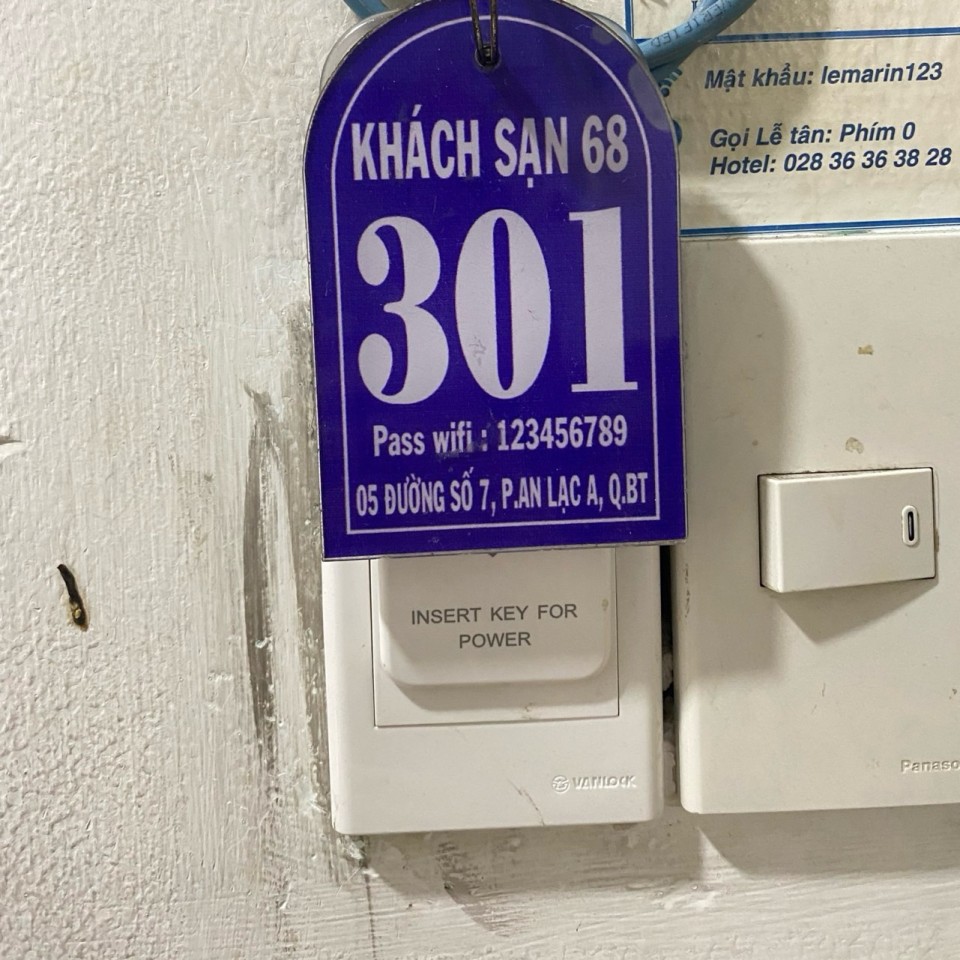 KHÁCH SẠN 68
301
Pass wifi : 123456789
05 ĐƯỜNG SỐ 7, P.AN LẠC A, Q.BT
Mật khẩu: lemarin123
Gọi Lễ tân: Phím 0
Hotel: 028 36 36 38 28
INSERT KEY FOR
POWER
VANLOCK